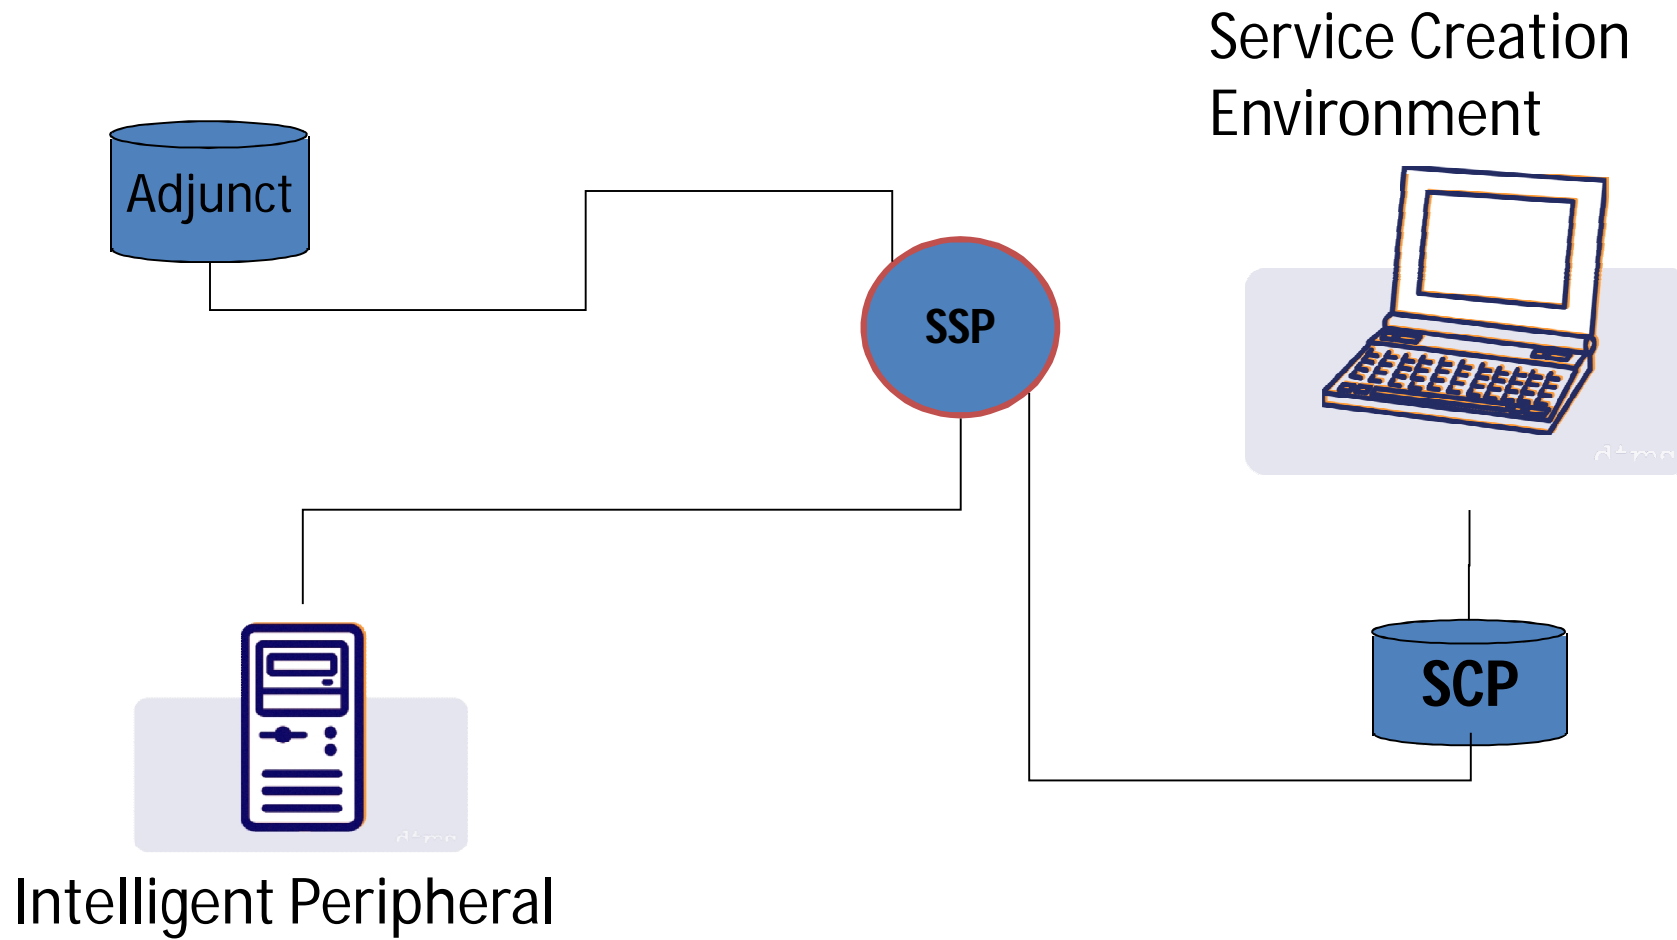 Service Creation
Environment
Adjunct
SSP
SCP
Intelligent Peripheral